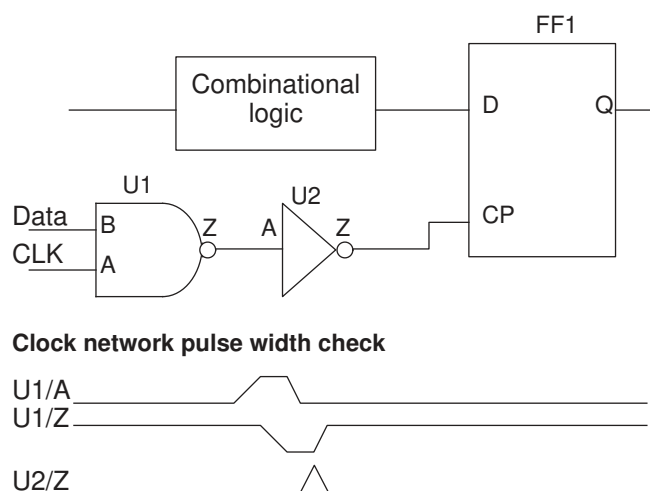 FF1
Combinational
logic
D
Q
U1
U2
Data
B
Z
A
Z
CP
CLK
A
Clock network pulse width check
U1/A
U1/Z
U2/Z